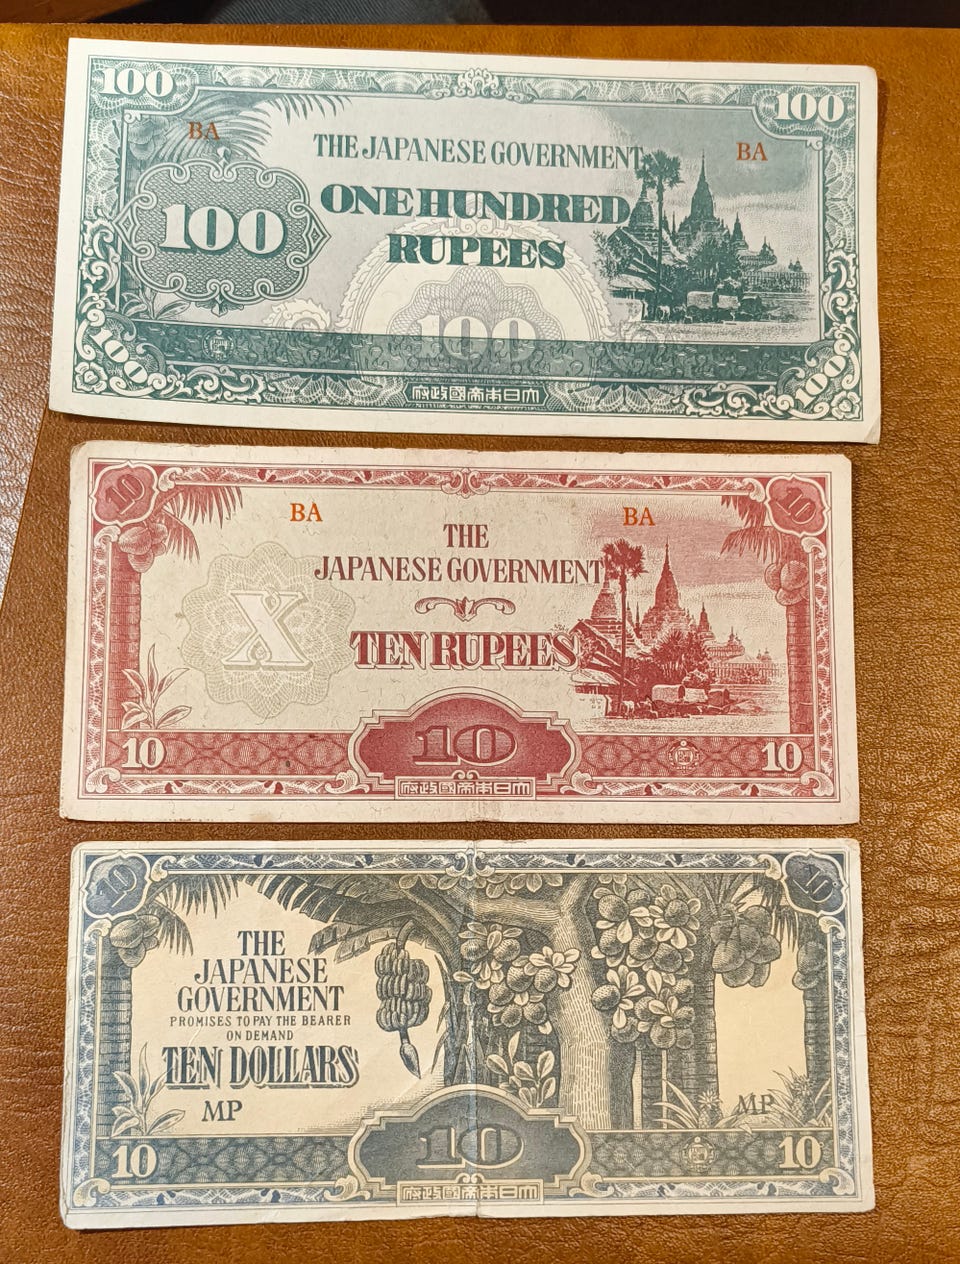 100
100
BA
BA
THE JAPANESE GOVERNMENT
100
ONE HUNDRED
RUPEES
100
100
100
大日本帝國政府
10
10
BA
BA
THE
JAPANESE GOVERNMENT
X
TEN RUPEES
10
10
10
大日本帝國政府
10
10
THE
JAPANESE
GOVERNMENT
PROMISES TO PAY THE BEARER
ON DEMAND
TEN DOLLARS
MP
MP
10
10
10
大日本帝國政府